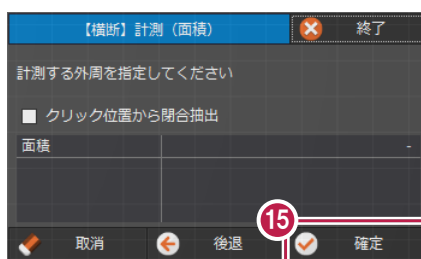 【横断】計測（面積） 終了
計測する外周を指定してください
クリック位置から閉合抽出
面積 -
15
取消 後退 確定